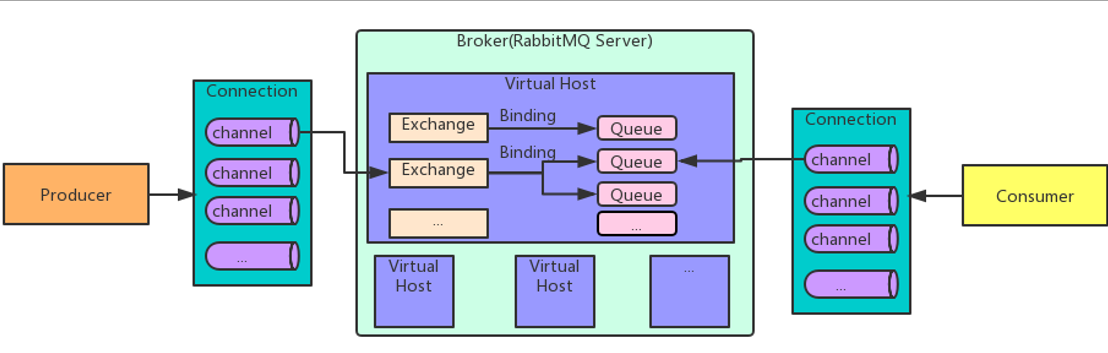 Broker(RabbitMQ Server)
Connection
channel
channel
channel
...
Producer
Virtual Host
Exchange
Binding
Queue
Exchange
Binding
Queue
Queue
...
...
Virtual
Host
Virtual
Host
...
Connection
channel
channel
channel
...
Consumer